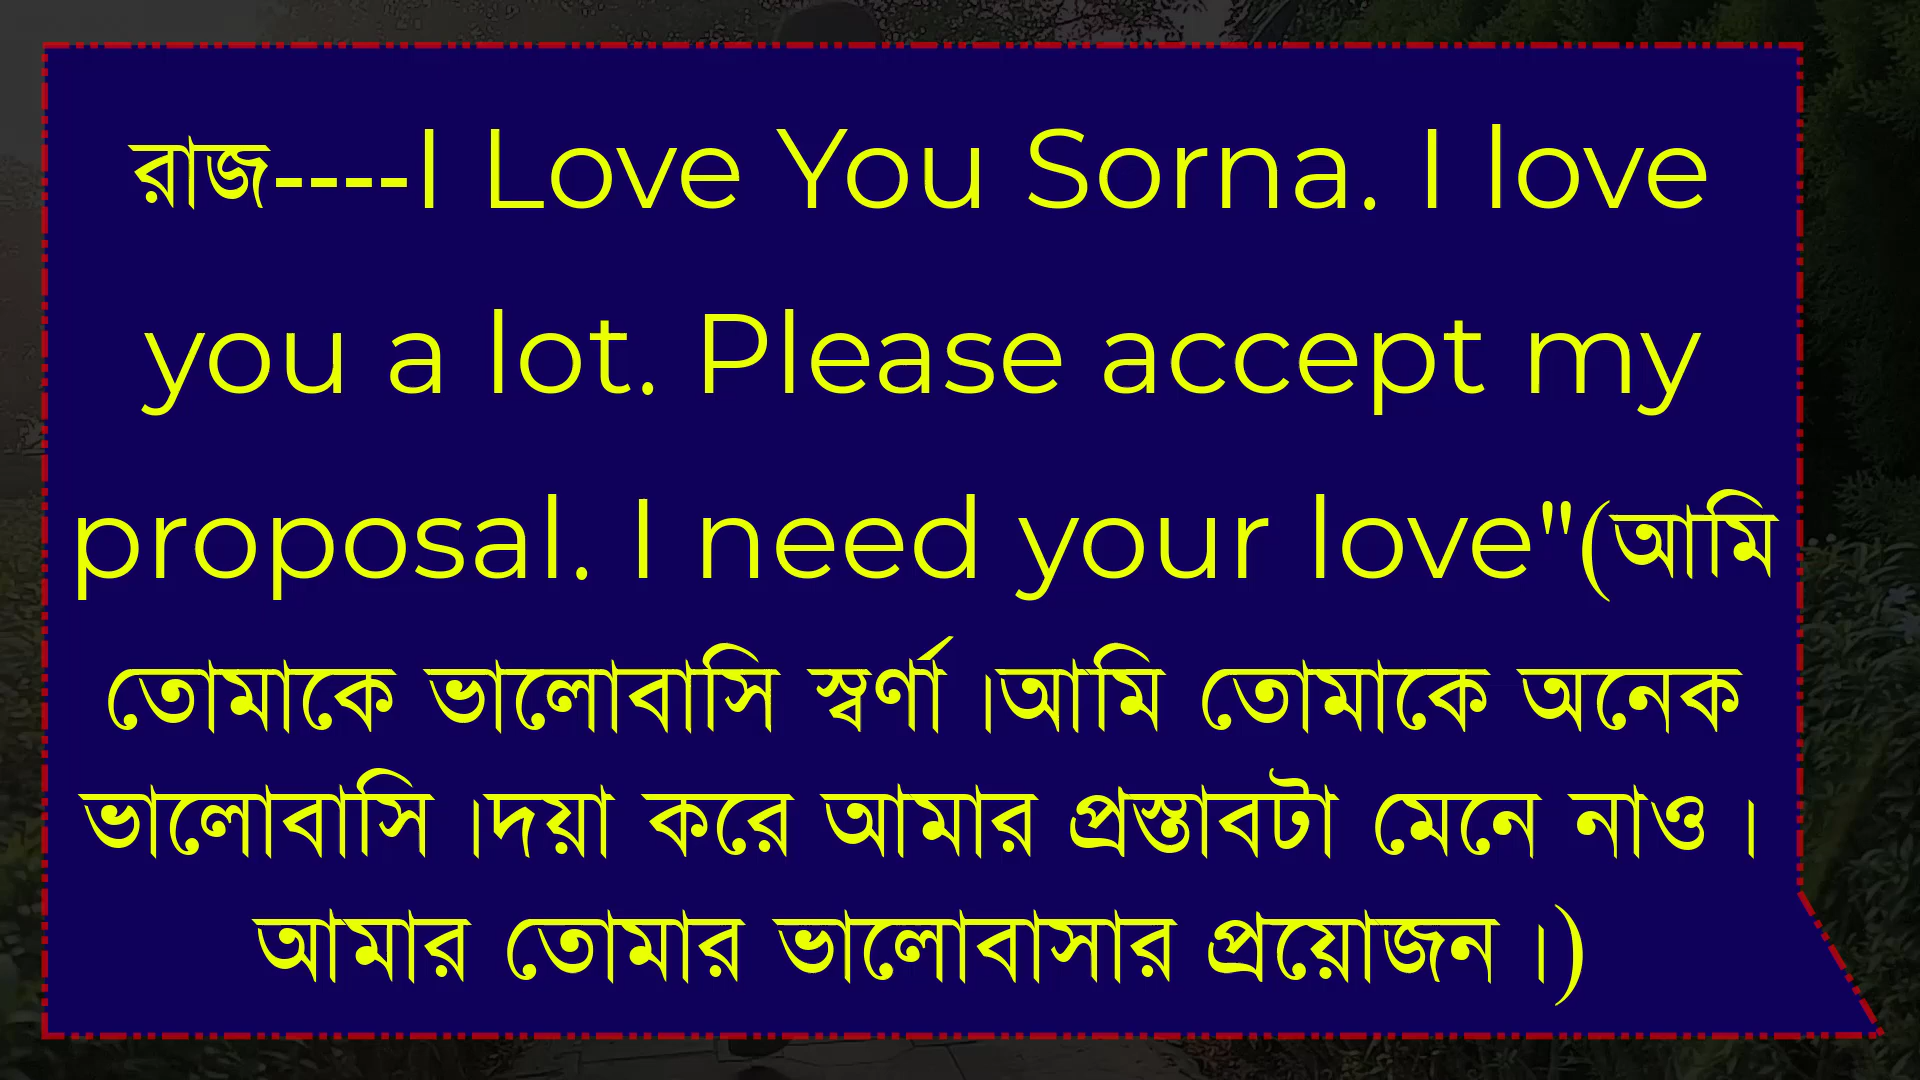 রাজ----I Love You Sorna. I love
you a lot. Please accept my
proposal. I need your love"(আমি
তোমাকে ভালোবাসি স্বর্ণা ।আমি তোমাকে অনেক
ভালোবাসি ।দয়া করে আমার প্রস্তাবটা মেনে নাও ।
আমার তোমার ভালোবাসার প্রয়োজন ।)